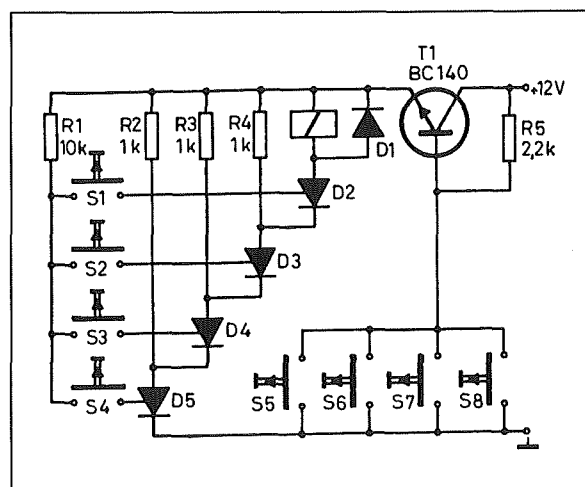 T1
BC140
+12V
R1
10k
R2
1k
R3
1k
R4
1k
D1
R5
2,2k
S1
D2
S2
D3
S3
D4
S4
D5
S5
S6
S7
S8